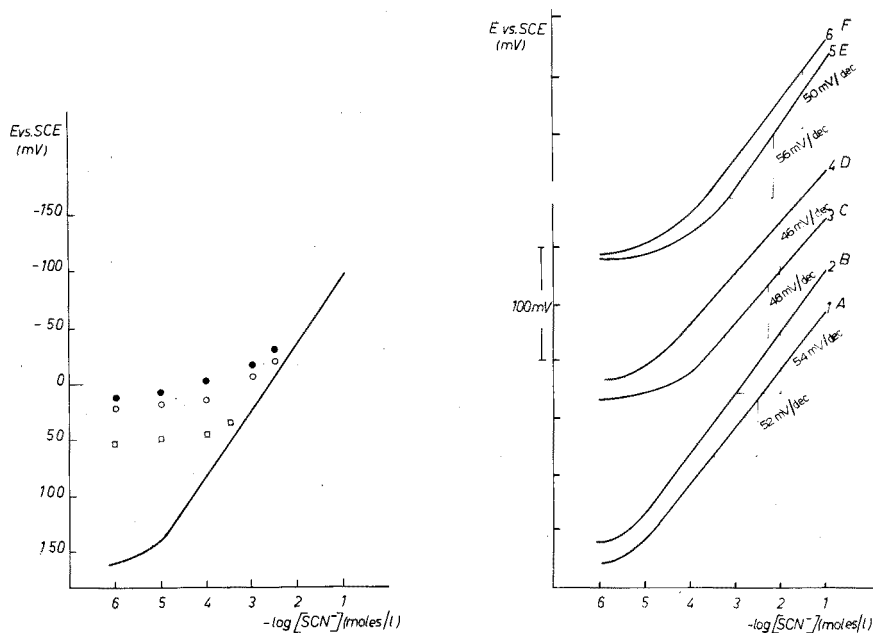 E vs. SCE
(mV)
-150
-100
-50
0
50
100
150
6 5 4 3 2 1
-log [SCN⁻] (moles/l)
E vs. SCE
(mV)
6 F
5 E
50 mV/dec
56 mV/dec
4 D
46 mV/dec
3 C
48 mV/dec
2 B
1 A
54 mV/dec
52 mV/dec
100 mV
6 5 4 3 2 1
-log [SCN⁻] (moles/l)